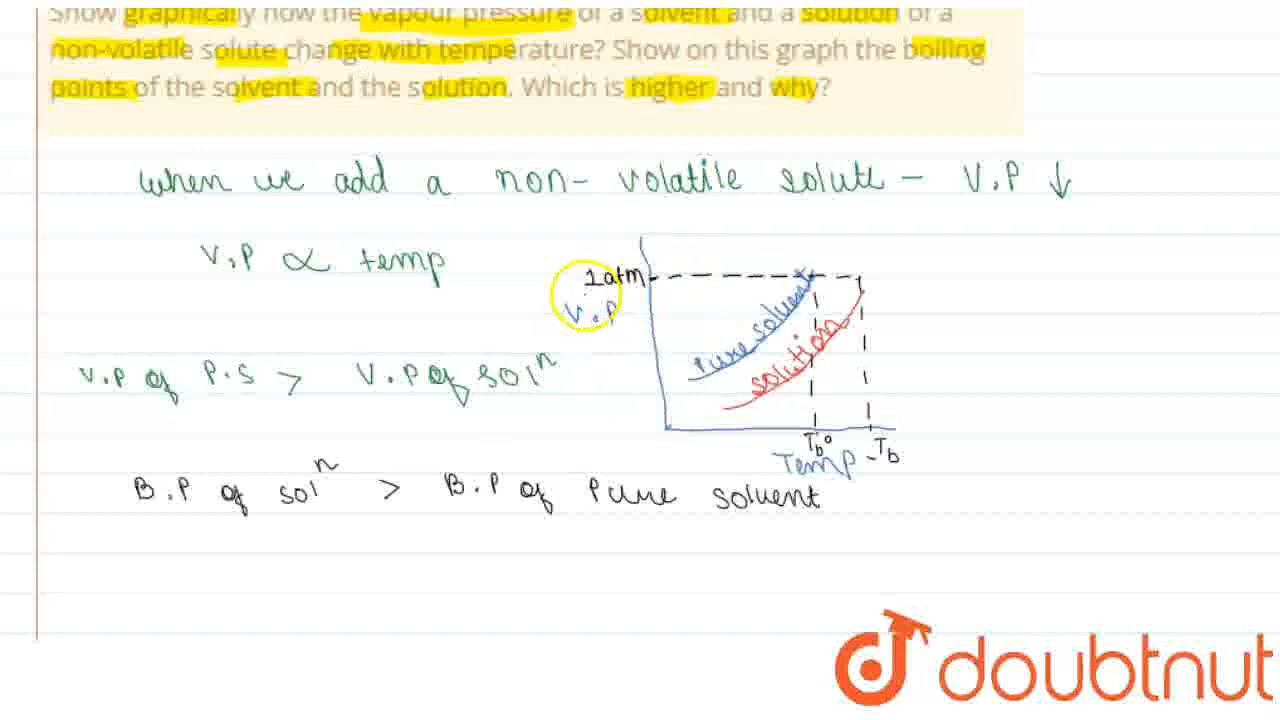 Show graphically how the vapour pressure of a solvent and a solution of a
non-volatile solute change with temperature? Show on this graph the boiling
points of the solvent and the solution. Which is higher and why?
when we add a non- volatile solute - V.P ↓
V.P ∝ temp
1atm
V.P
Pure solvent
solution
V.P of P.S > V.P of solⁿ
Tb°
Tb
Temp
B.P of solⁿ > B.P of Pure solvent
doubtnut